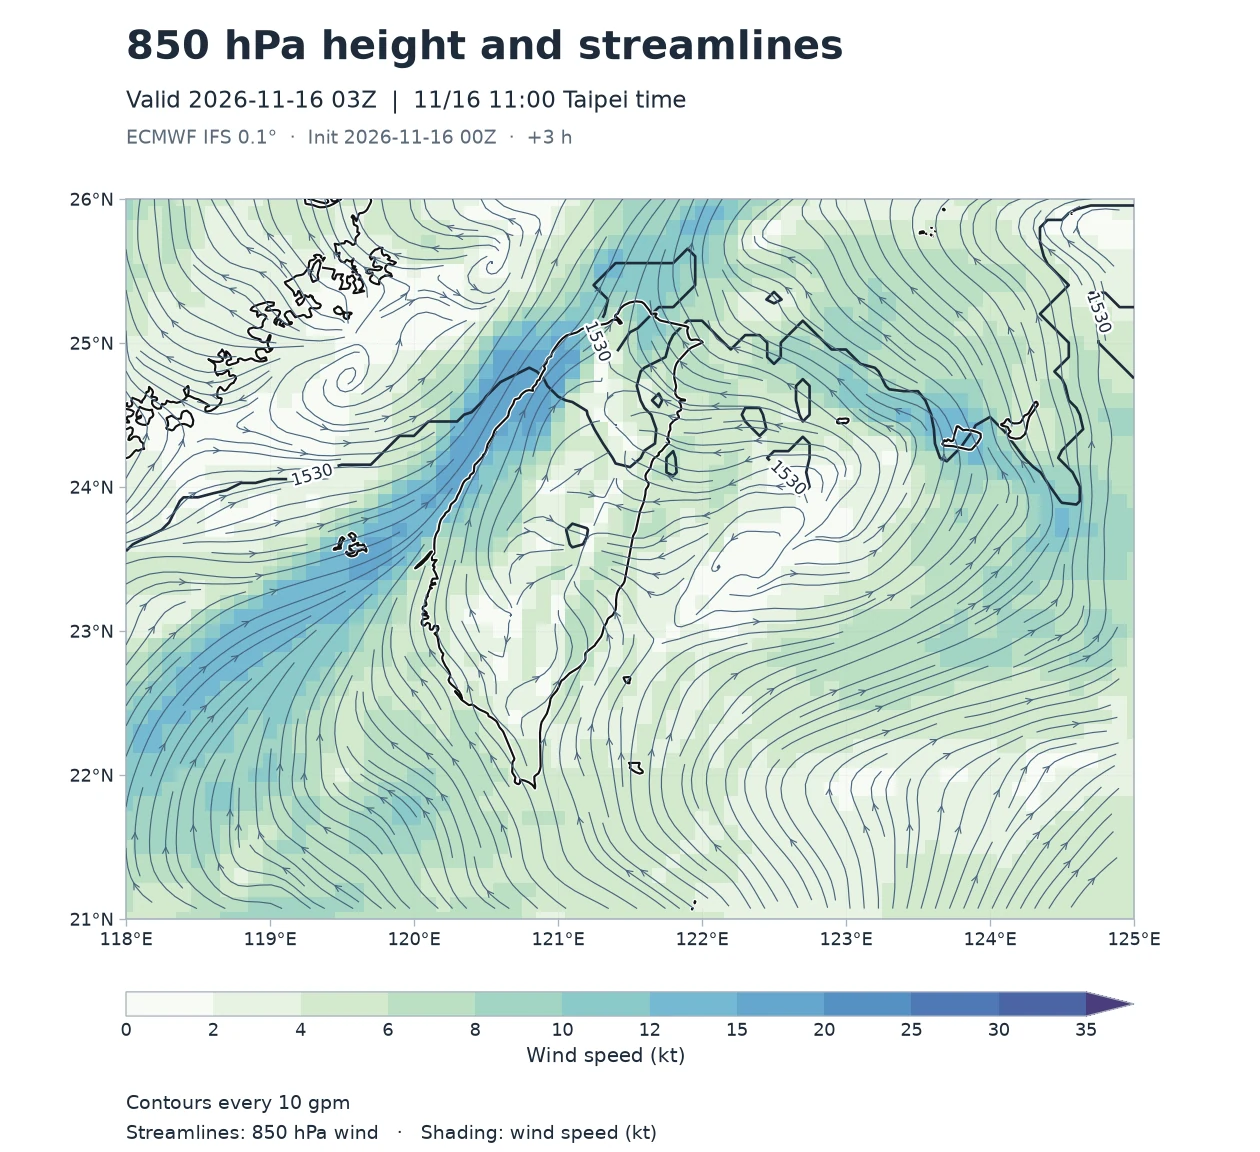 850 hPa height and streamlines
Valid 2026-11-16 03Z | 11/16 11:00 Taipei time
ECMWF IFS 0.1° · Init 2026-11-16 00Z · +3 h
26°N
25°N
24°N
23°N
22°N
21°N
1530
1530
1530
1530
118°E 119°E 120°E 121°E 122°E 123°E 124°E 125°E
0 2 4 6 8 10 12 15 20 25 30 35
Wind speed (kt)
Contours every 10 gpm
Streamlines: 850 hPa wind · Shading: wind speed (kt)